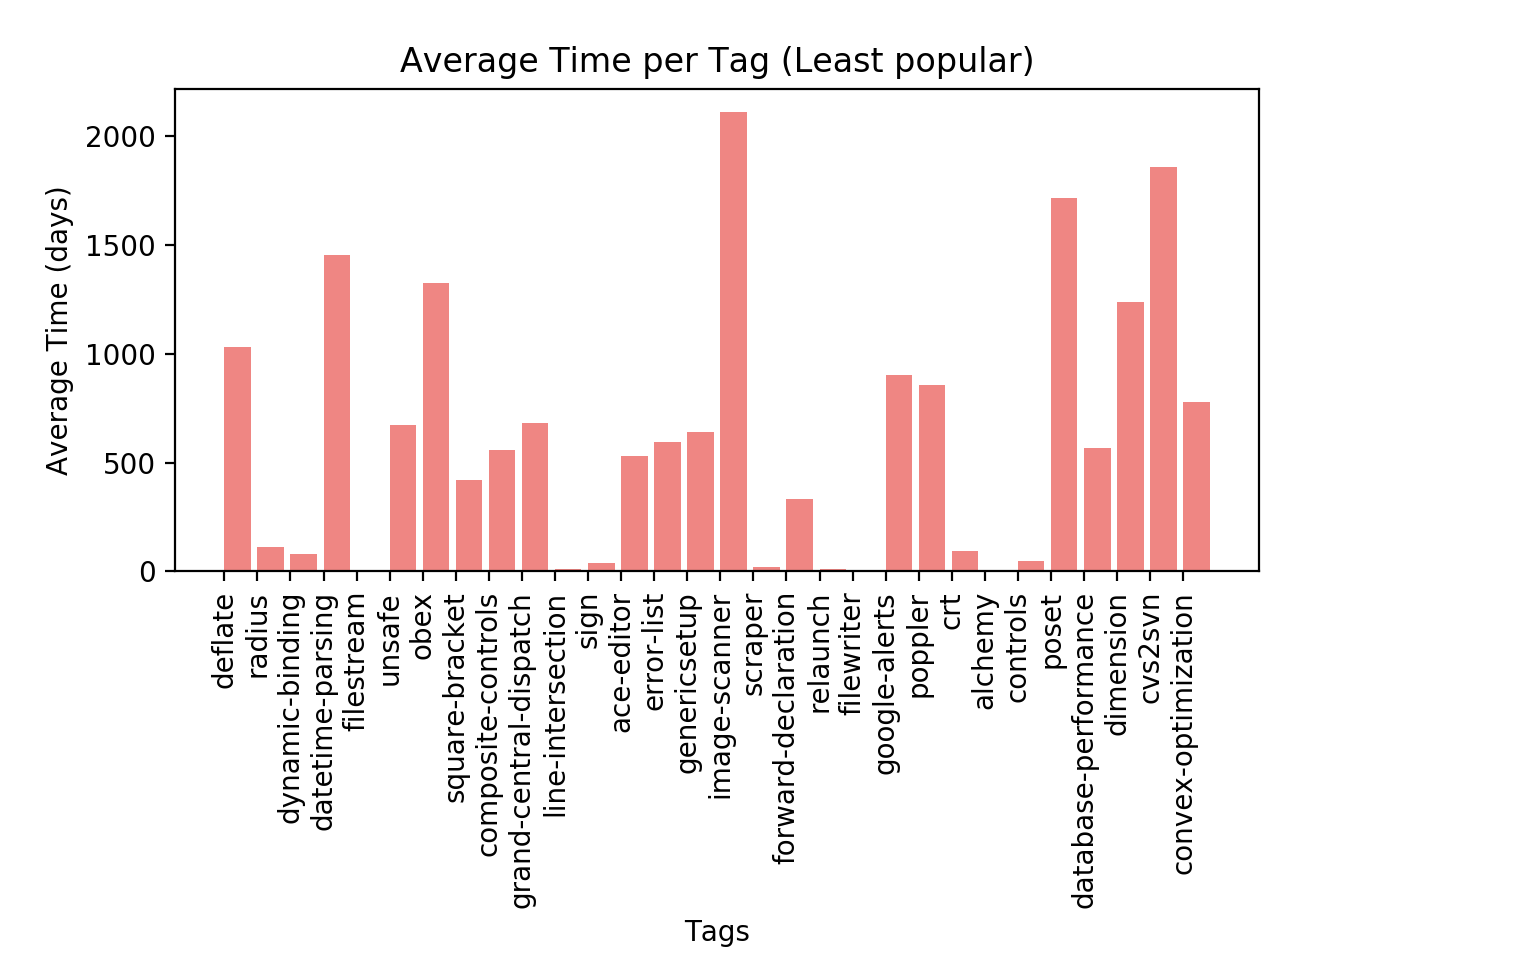 Average Time per Tag (Least popular)
Average Time (days)
2000
1500
1000
500
0
deflate
radius
dynamic-binding
datetime-parsing
filestream
unsafe
obex
square-bracket
composite-controls
grand-central-dispatch
line-intersection
sign
ace-editor
error-list
genericsetup
image-scanner
scraper
forward-declaration
relaunch
filewriter
google-alerts
poppler
crt
alchemy
controls
poset
database-performance
dimension
cvs2svn
convex-optimization
Tags